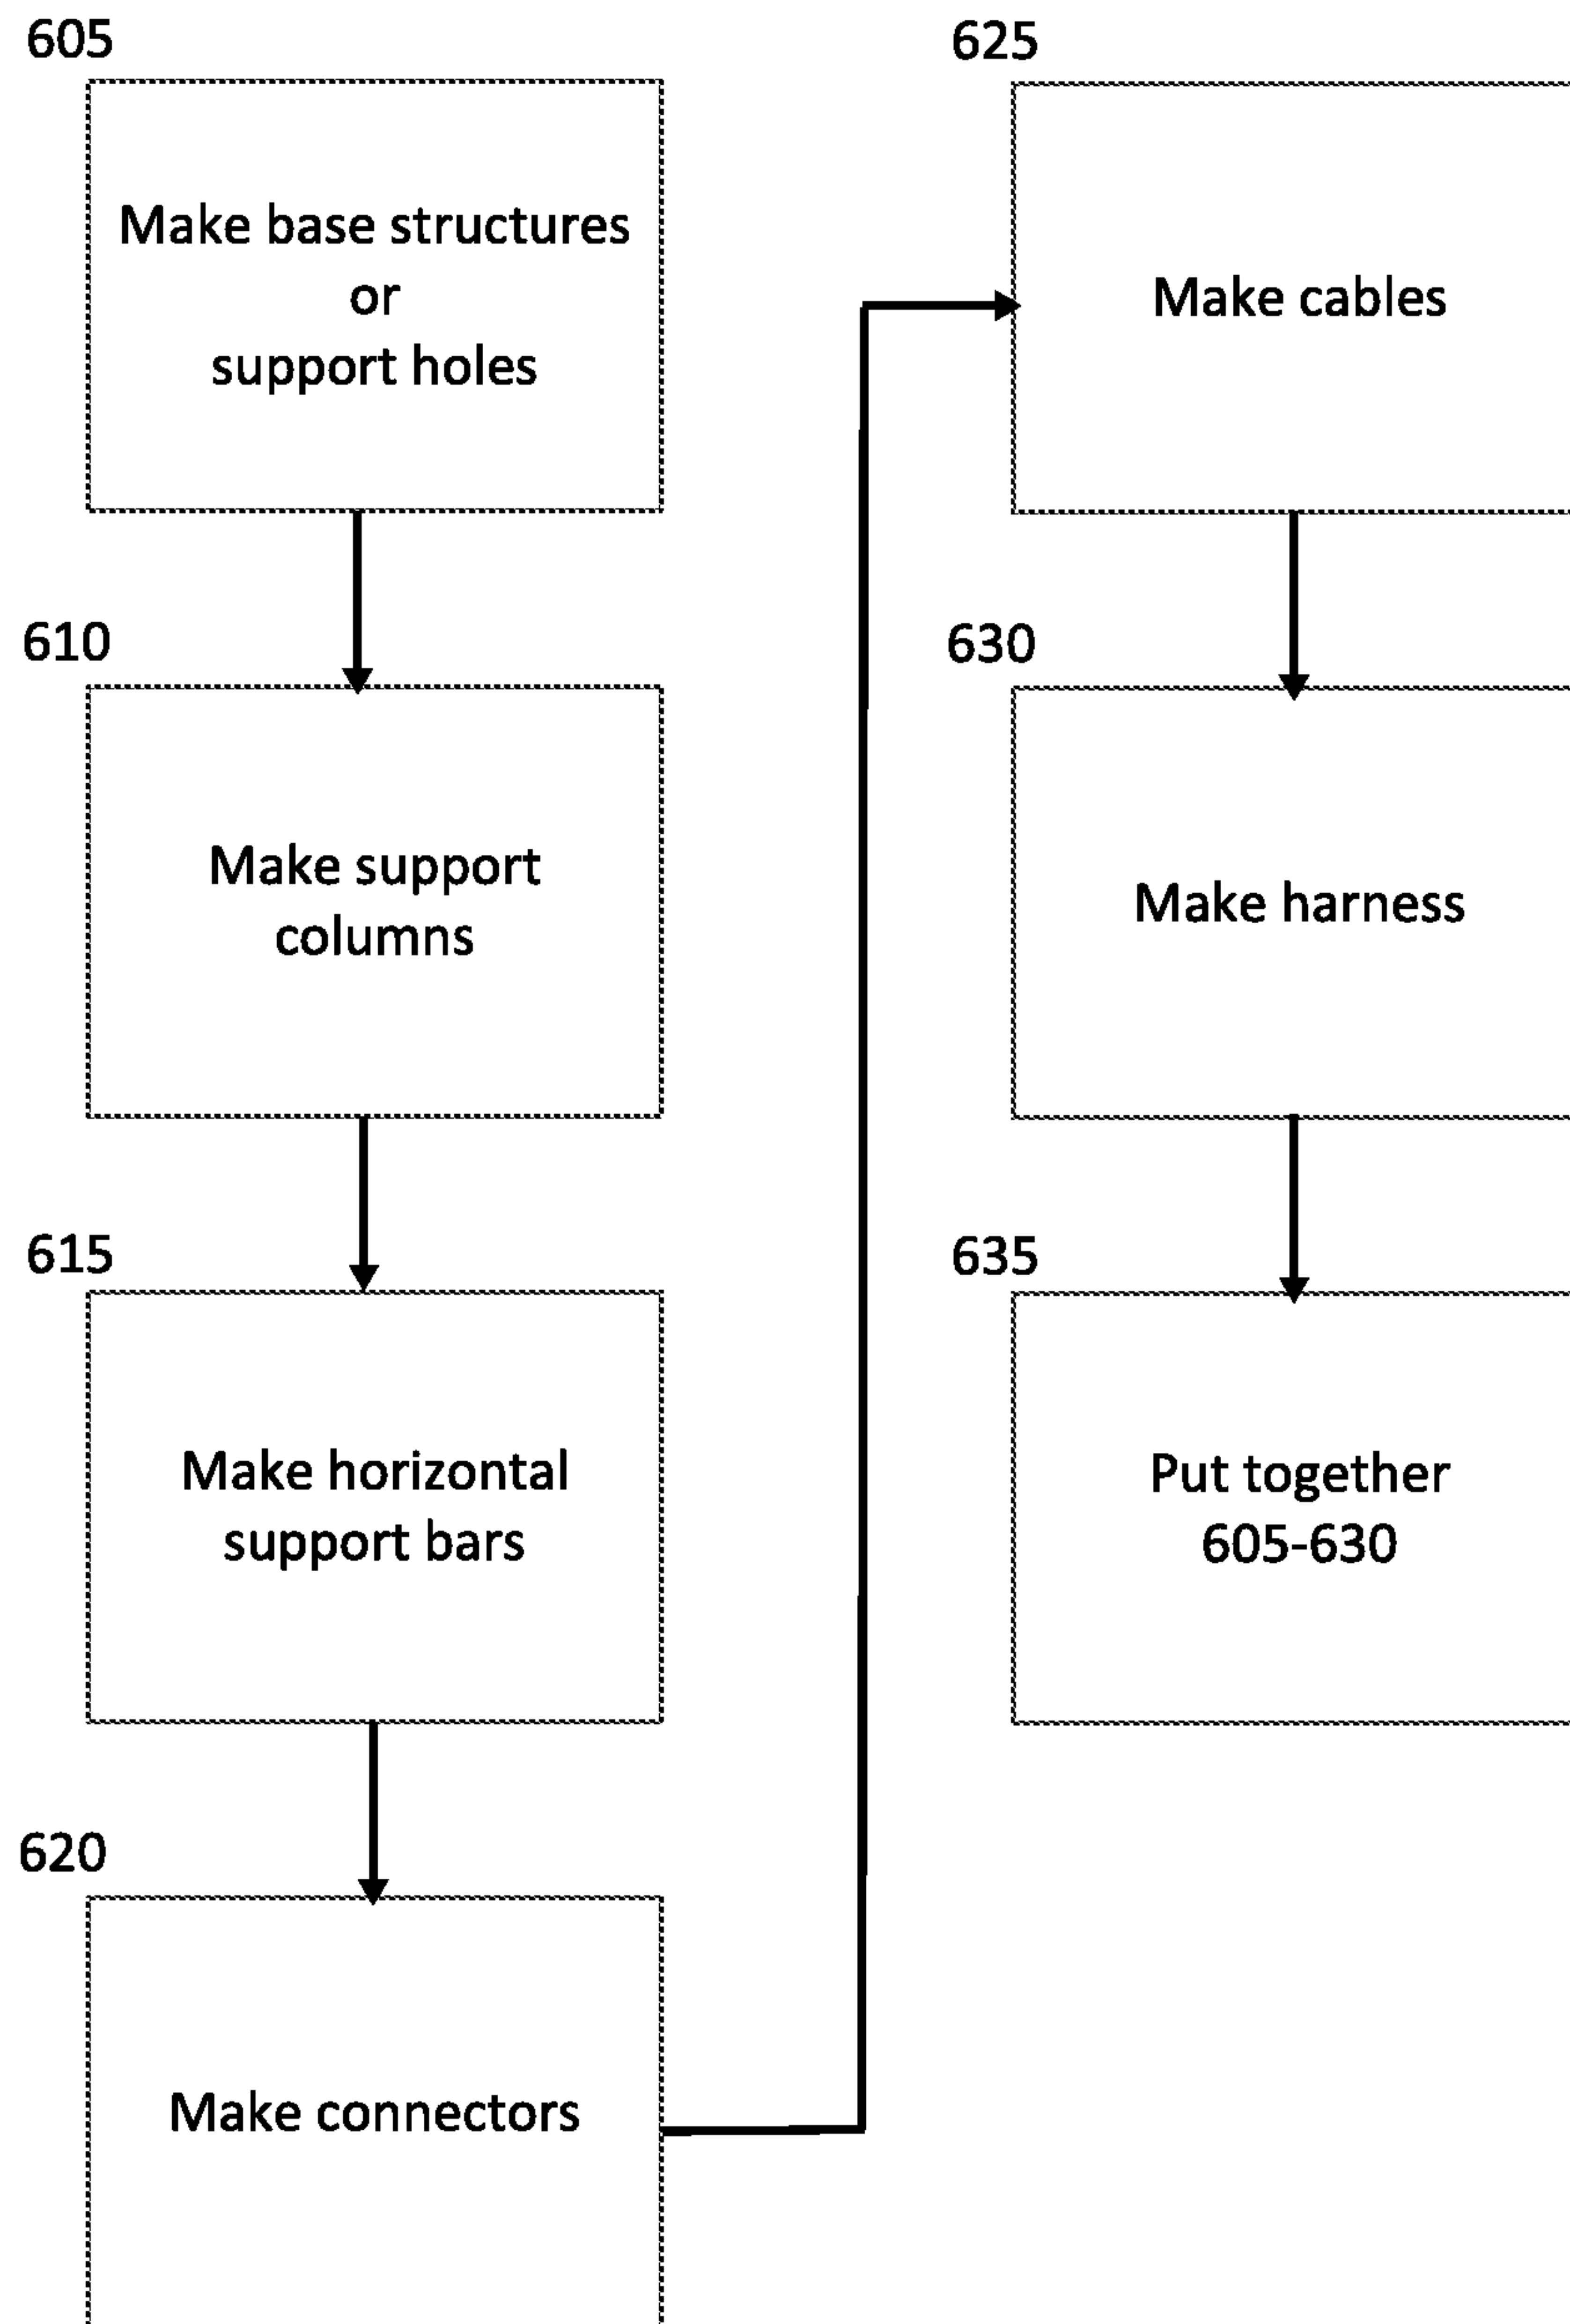 605
Make base structures
or
support holes
610
Make support
columns
615
Make horizontal
support bars
620
Make connectors
625
Make cables
630
Make harness
635
Put together
605-630